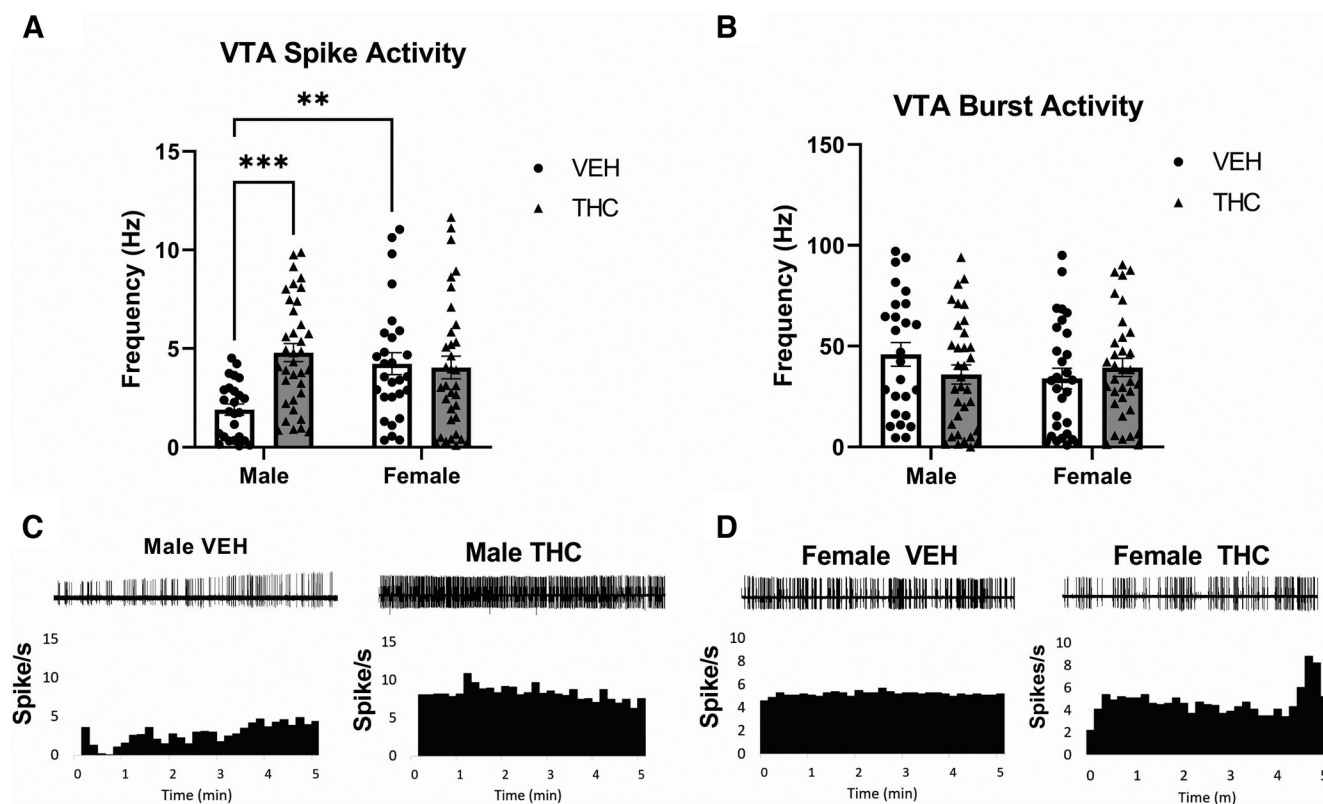 A
VTA Spike Activity
**
***
VEH
THC
15
10
5
0
Frequency (Hz)
Male
Female
B
VTA Burst Activity
VEH
THC
150
100
50
0
Frequency (Hz)
Male
Female
C
Male VEH
Spike/s
15
10
5
0
0 1 2 3 4 5
Time (min)
Male THC
Spike/s
15
10
5
0
0 1 2 3 4 5
Time (min)
D
Female VEH
Spike/s
10
8
6
4
2
0
0 1 2 3 4 5
Time (min)
Female THC
Spikes/s
10
8
6
4
2
0
0 1 2 3 4 5
Time (m)